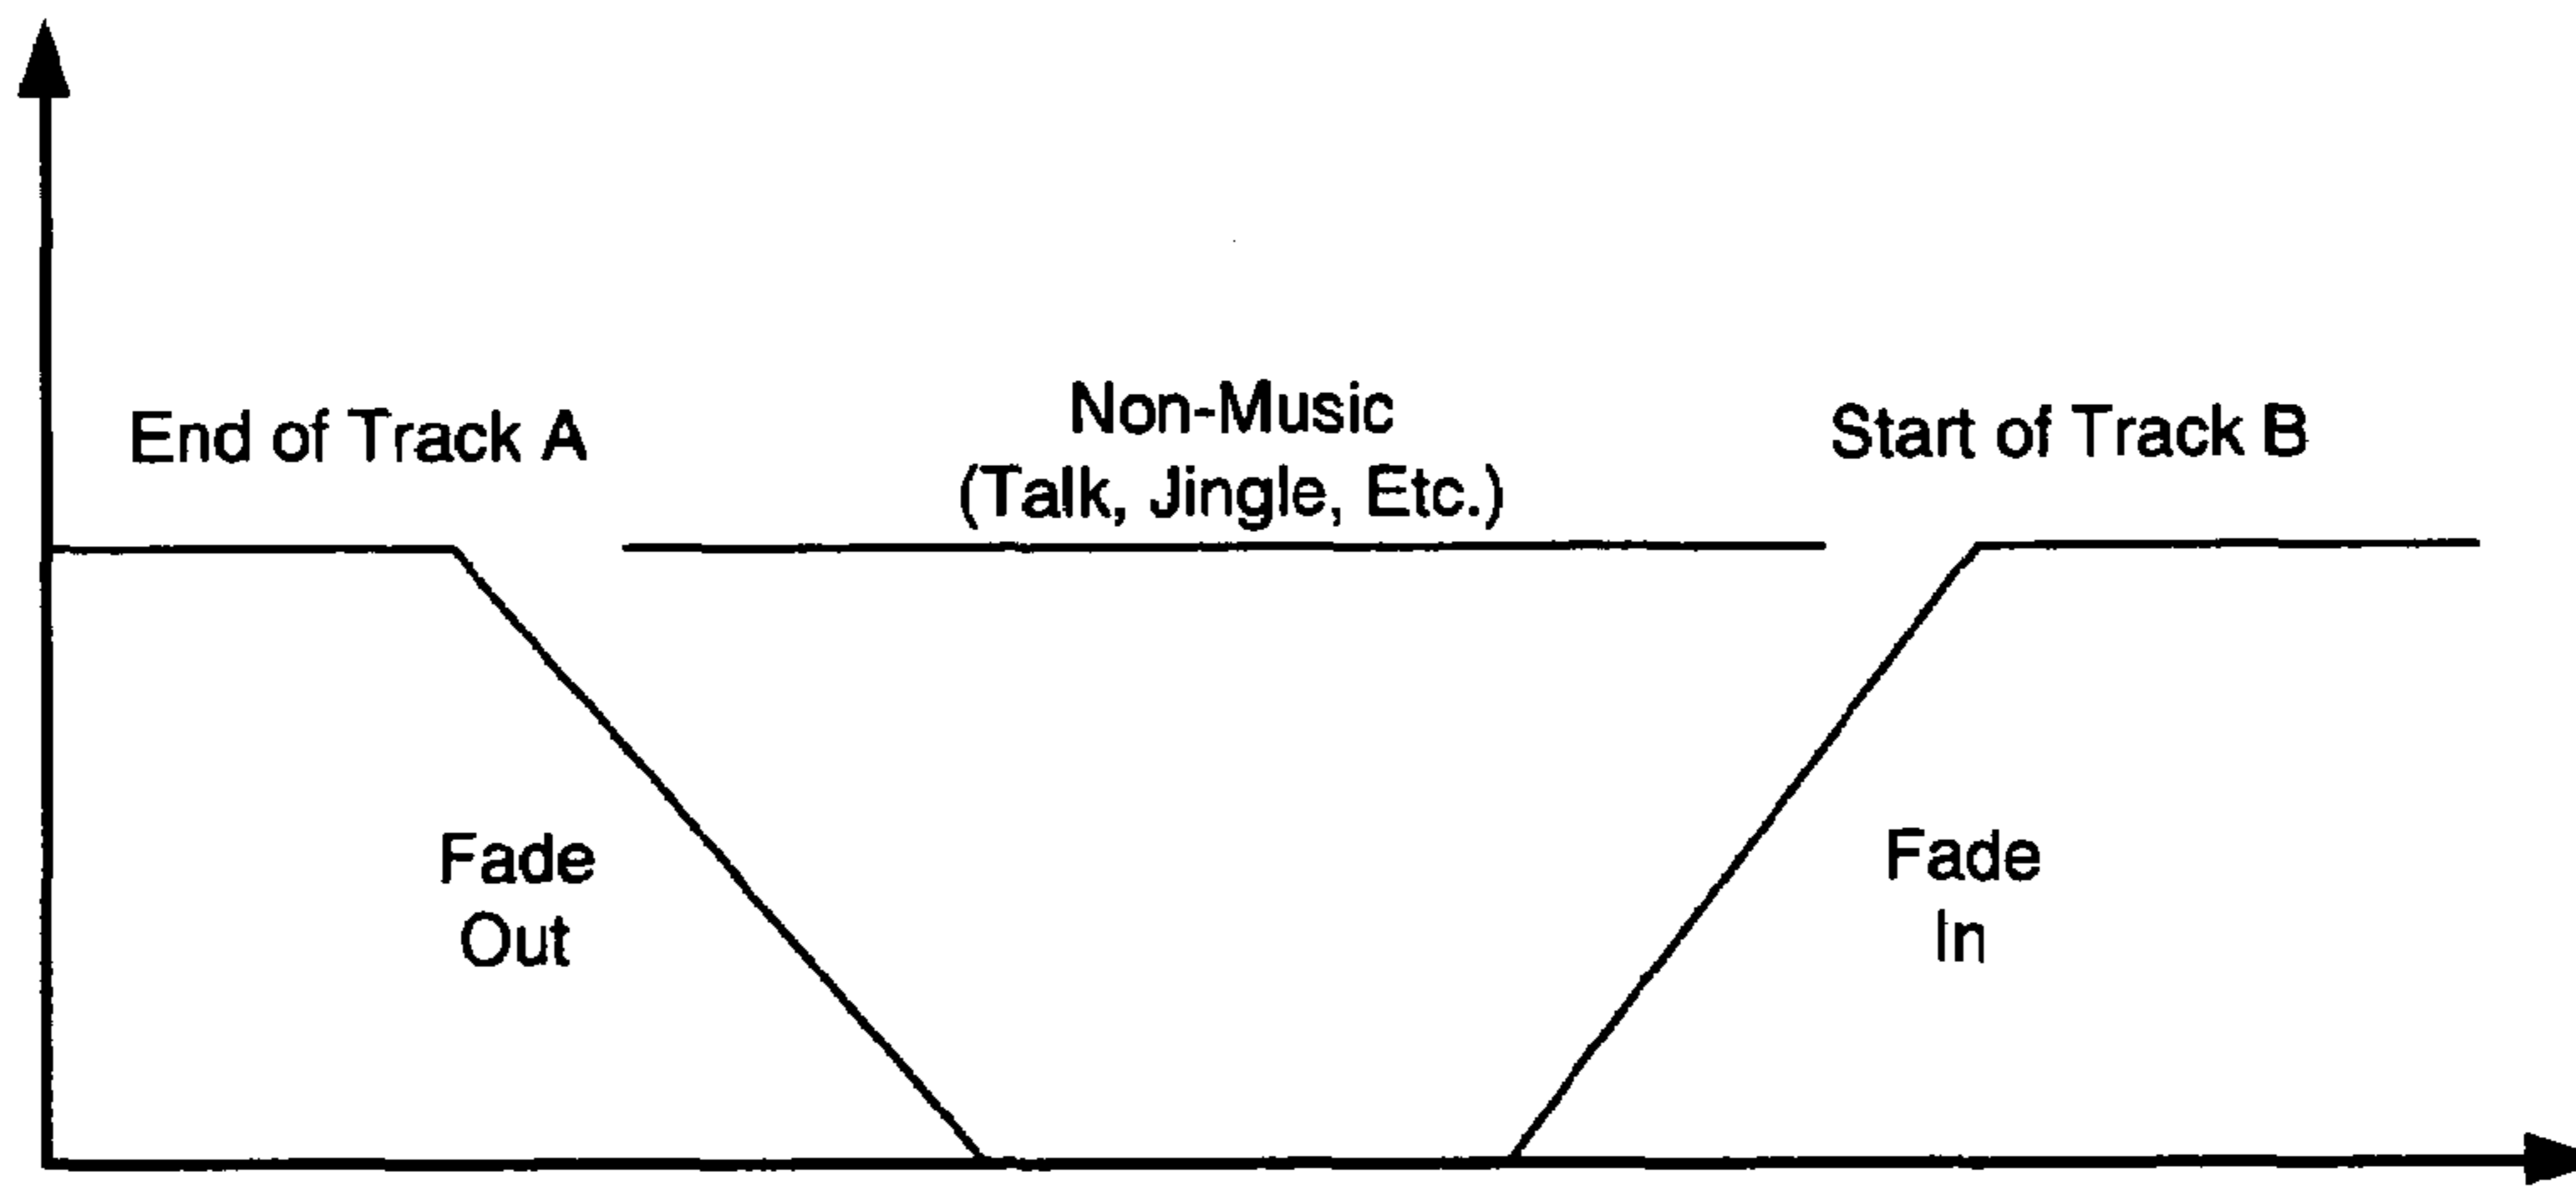 End of Track A
Non-Music
(Talk, Jingle, Etc.)
Start of Track B
Fade
Out
Fade
In